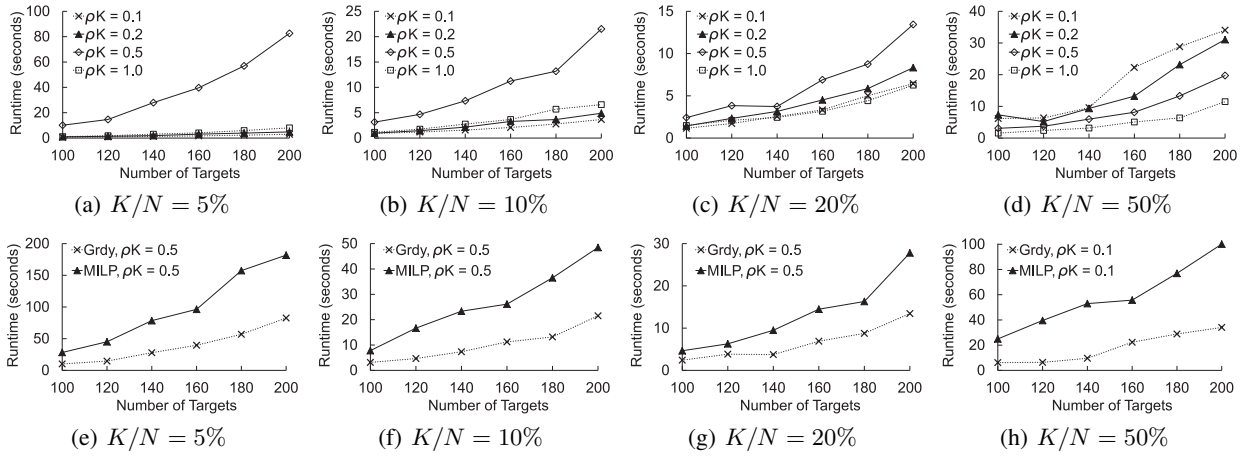 Runtime (seconds)
100
80
60
40
20
0
ρK = 0.1
ρK = 0.2
ρK = 0.5
ρK = 1.0
100 120 140 160 180 200
Number of Targets
(a) K/N = 5%
Runtime (seconds)
25
20
15
10
5
0
ρK = 0.1
ρK = 0.2
ρK = 0.5
ρK = 1.0
100 120 140 160 180 200
Number of Targets
(b) K/N = 10%
Runtime (seconds)
15
10
5
0
ρK = 0.1
ρK = 0.2
ρK = 0.5
ρK = 1.0
100 120 140 160 180 200
Number of Targets
(c) K/N = 20%
Runtime (seconds)
40
30
20
10
0
ρK = 0.1
ρK = 0.2
ρK = 0.5
ρK = 1.0
100 120 140 160 180 200
Number of Targets
(d) K/N = 50%
Runtime (seconds)
200
150
100
50
0
Grdy, ρK = 0.5
MILP, ρK = 0.5
100 120 140 160 180 200
Number of Targets
(e) K/N = 5%
Runtime (seconds)
50
40
30
20
10
0
Grdy, ρK = 0.5
MILP, ρK = 0.5
100 120 140 160 180 200
Number of Targets
(f) K/N = 10%
Runtime (seconds)
30
20
10
0
Grdy, ρK = 0.5
MILP, ρK = 0.5
100 120 140 160 180 200
Number of Targets
(g) K/N = 20%
Runtime (seconds)
100
80
60
40
20
0
Grdy, ρK = 0.1
MILP, ρK = 0.1
100 120 140 160 180 200
Number of Targets
(h) K/N = 50%